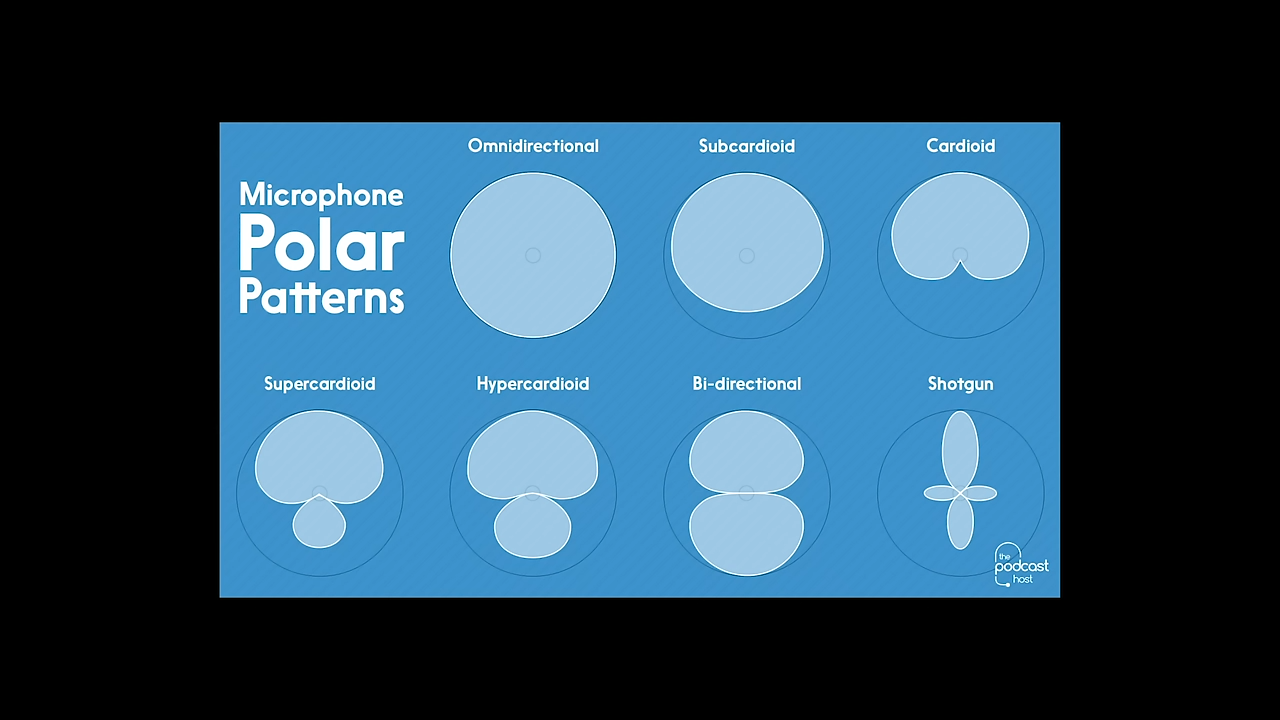 Microphone
Polar
Patterns
Omnidirectional
Subcardioid
Cardioid
Supercardioid
Hypercardioid
Bi-directional
Shotgun
the
podcast
host